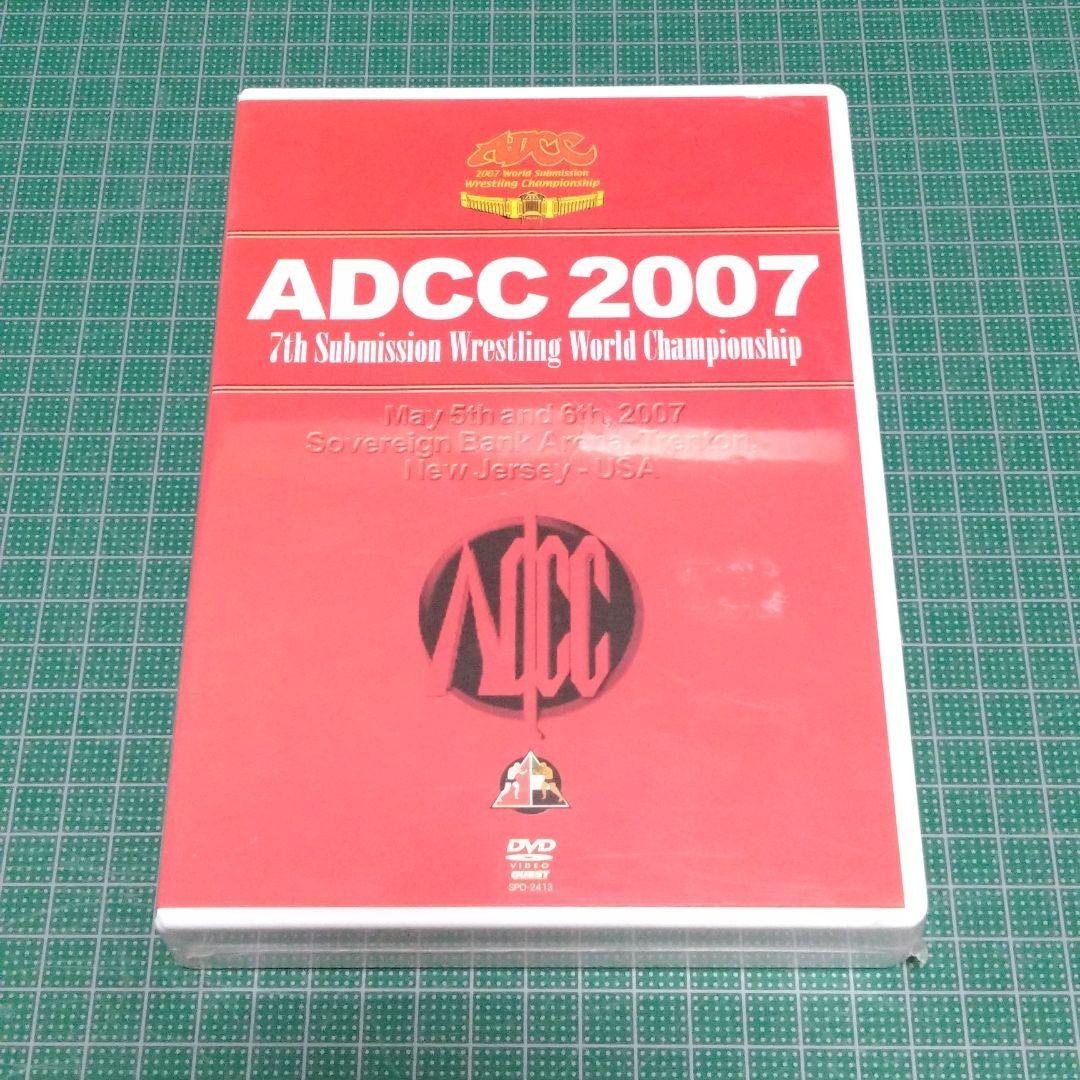 ADCC
2007 World Submission
Wrestling Championship
ADCC 2007
7th Submission Wrestling World Championship
May 5th and 6th, 2007
Sovereign Bank Arena, Trenton,
New Jersey - USA
ADCC
DVD
VIDEO
QUEST
SPD-2413